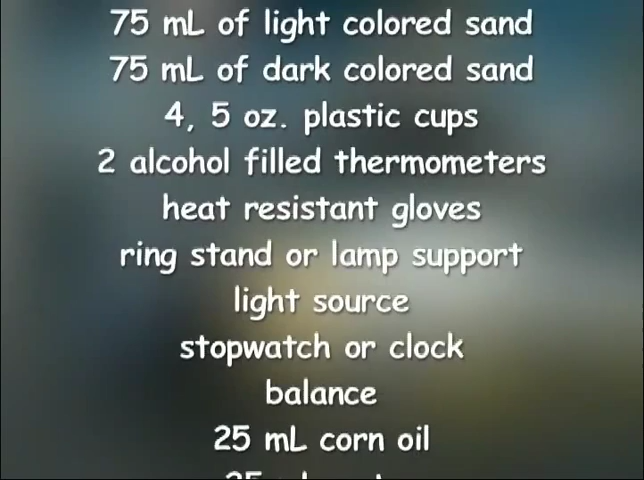 75 mL of light colored sand
75 mL of dark colored sand
4, 5 oz. plastic cups
2 alcohol filled thermometers
heat resistant gloves
ring stand or lamp support
light source
stopwatch or clock
balance
25 mL corn oil